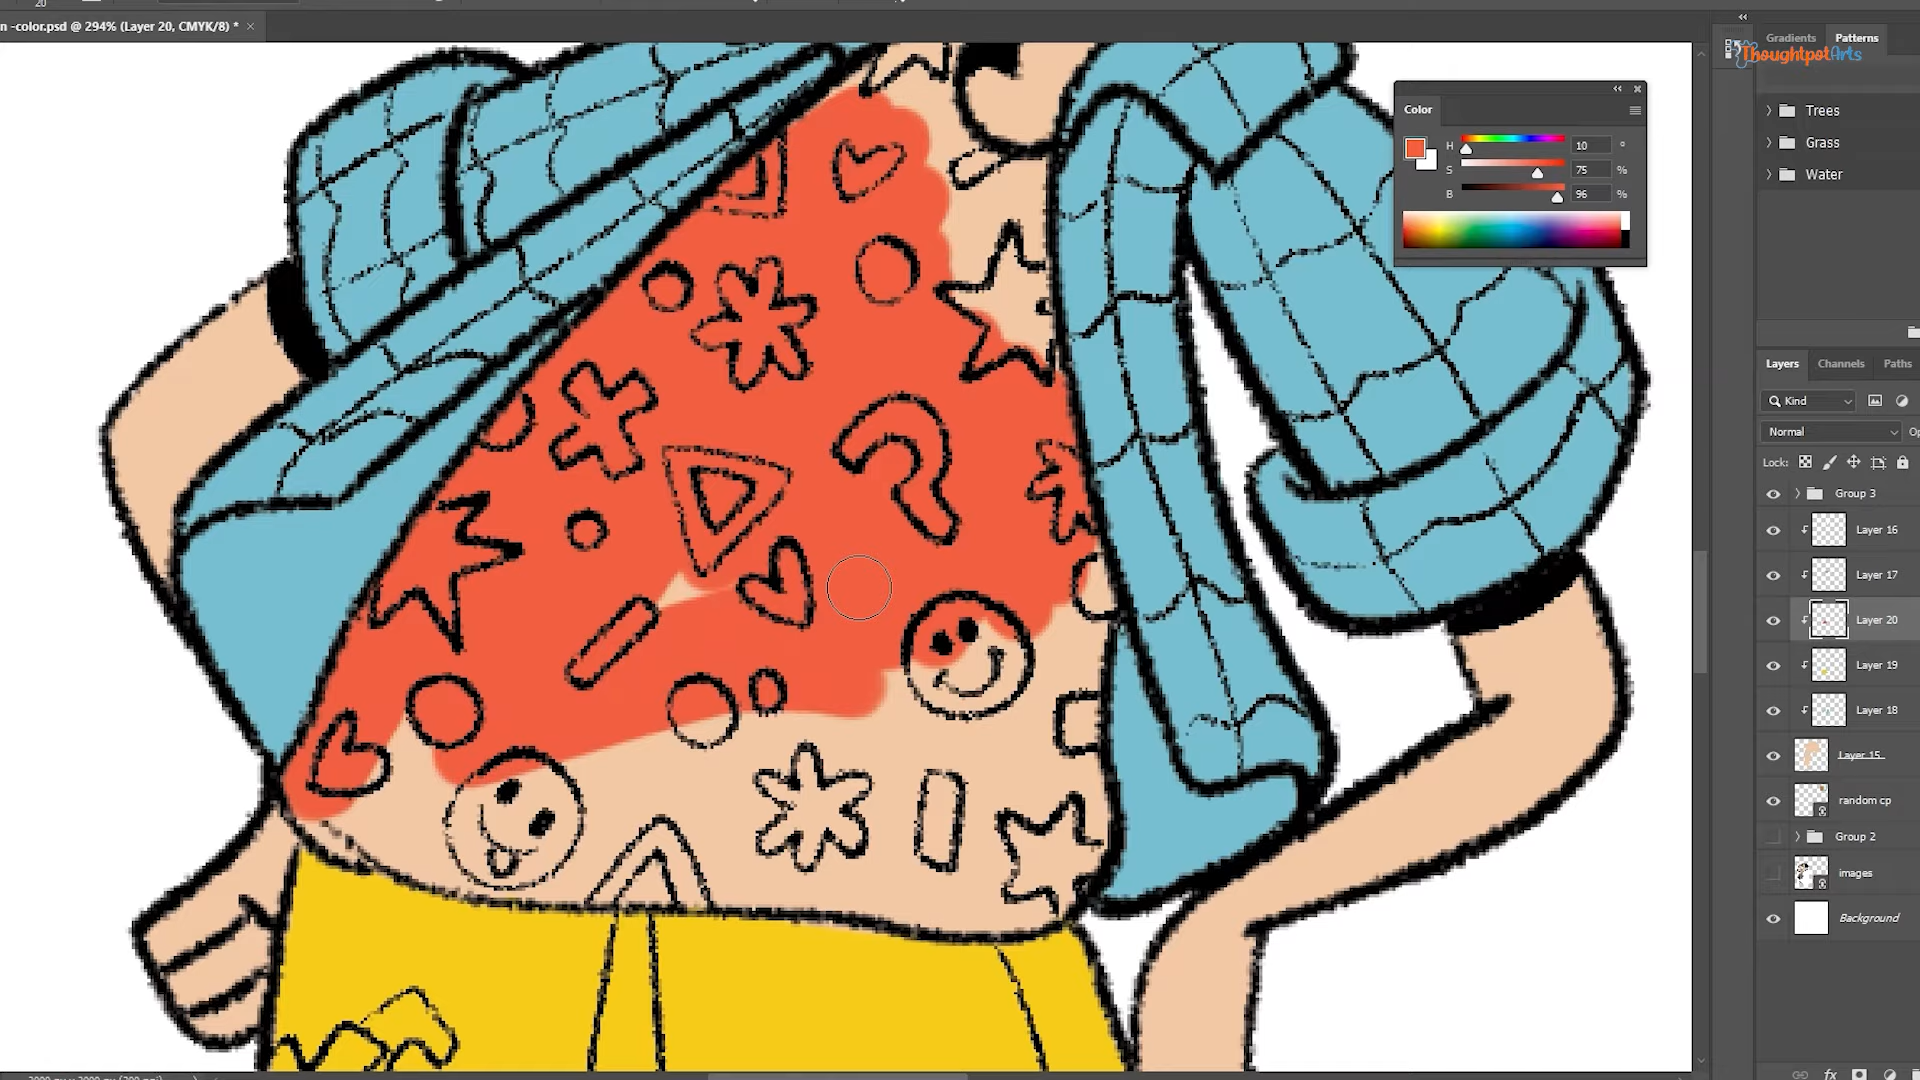 20
n -color.psd @ 294% (Layer 20, CMYK/8) *
Gradients
Patterns
ThoughtpotArts
Trees
Grass
Water
Color
H 10 °
S 75 %
B 96 %
Layers
Channels
Paths
Kind
Normal
Op
Lock:
Group 3
Layer 16
Layer 17
Layer 20
Layer 19
Layer 18
Layer 15
random cp
Group 2
images
Background
fx